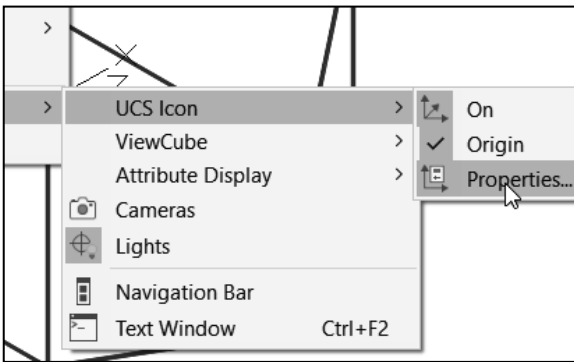 UCS Icon
ViewCube
Attribute Display
Cameras
Lights
Navigation Bar
Text Window Ctrl+F2
On
Origin
Properties...